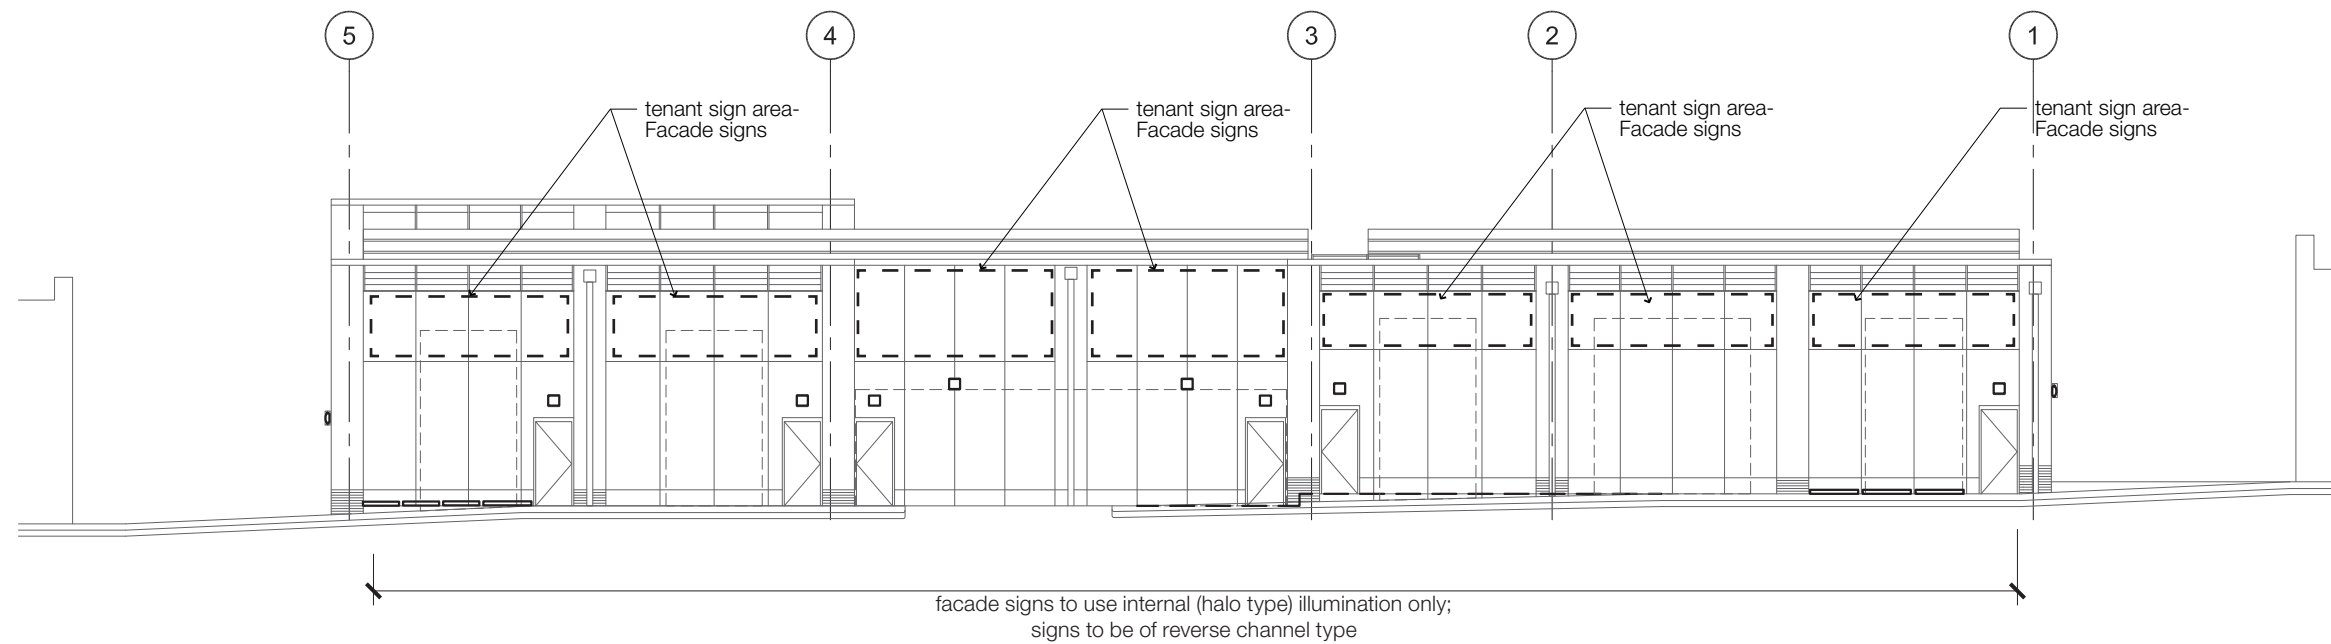 5
4
3
2
1
tenant sign area-
Facade signs
tenant sign area-
Facade signs
tenant sign area-
Facade signs
tenant sign area-
Facade signs
facade signs to use internal (halo type) illumination only;
signs to be of reverse channel type